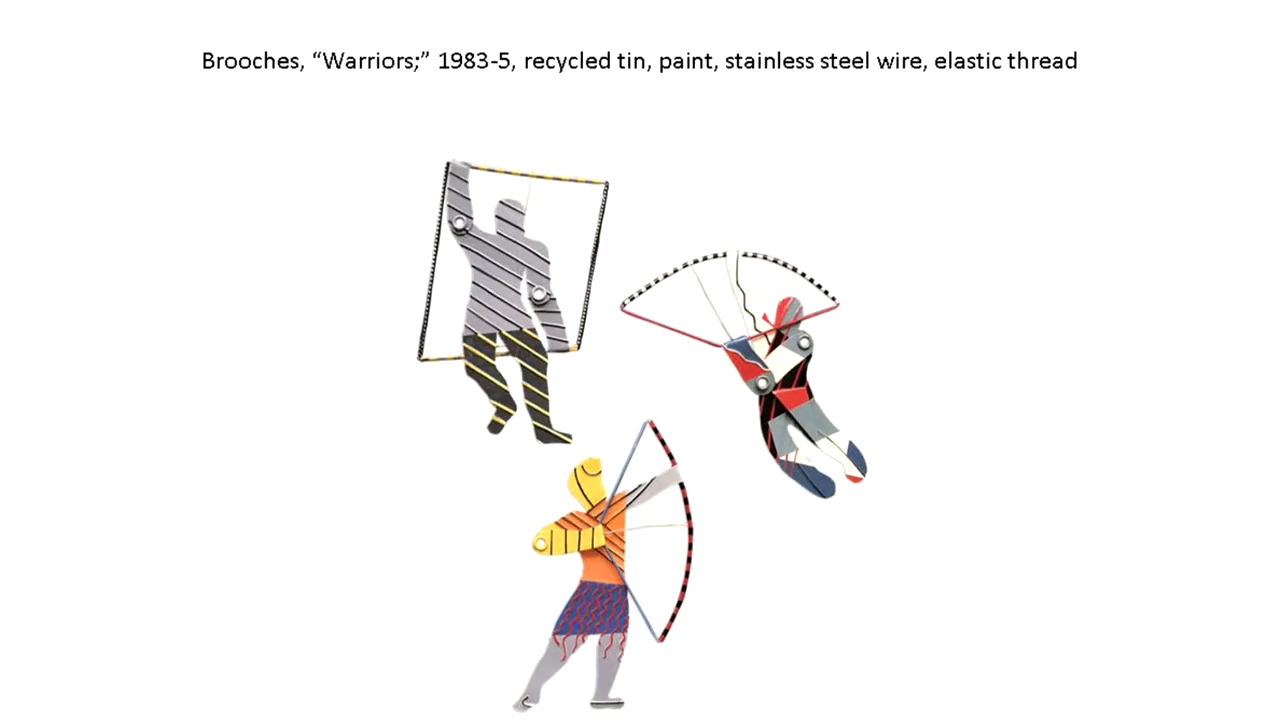 Brooches, “Warriors;” 1983-5, recycled tin, paint, stainless steel wire, elastic thread